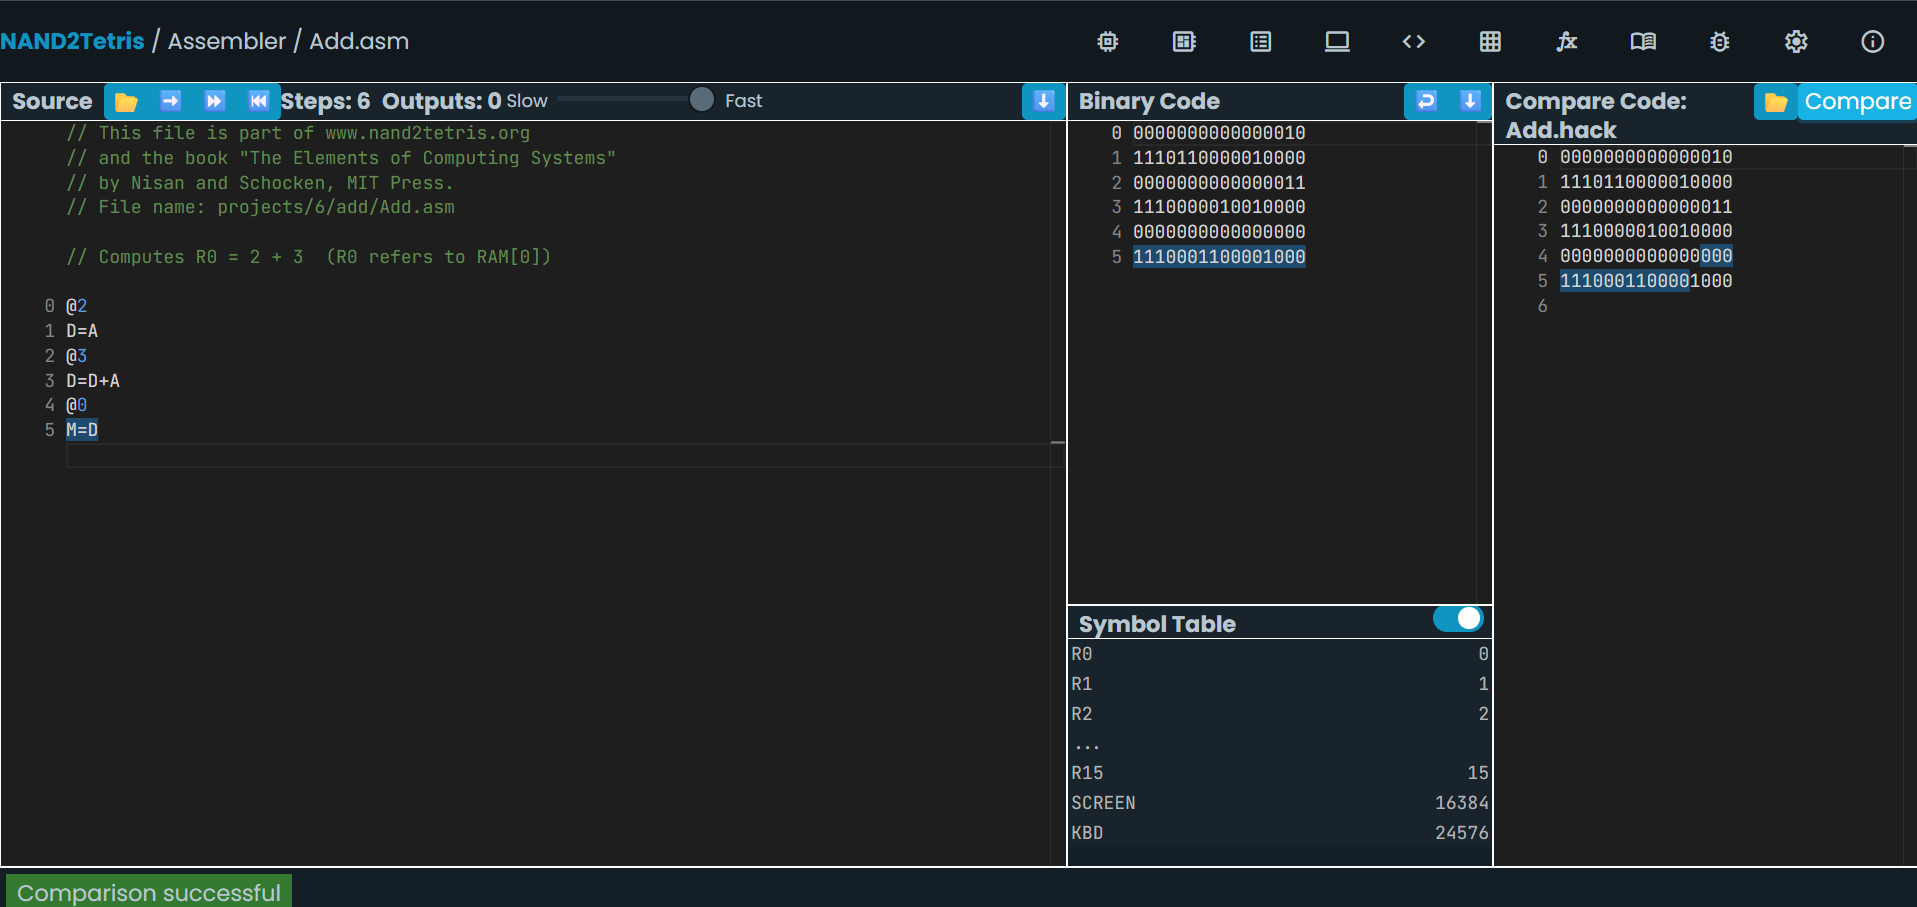 NAND2Tetris / Assembler / Add.asm
Source Steps: 6 Outputs: 0 Slow Fast
// This file is part of www.nand2tetris.org
// and the book "The Elements of Computing Systems"
// by Nisan and Schocken, MIT Press.
// File name: projects/6/add/Add.asm
// Computes R0 = 2 + 3  (R0 refers to RAM[0])
0 @2
1 D=A
2 @3
3 D=D+A
4 @0
5 M=D
Binary Code
0 0000000000000010
1 1110110000010000
2 0000000000000011
3 1110000010010000
4 0000000000000000
5 1110001100001000
Symbol Table
R0 0
R1 1
R2 2
...
R15 15
SCREEN 16384
KBD 24576
Compare Code:
Add.hack
Compare
0 0000000000000010
1 1110110000010000
2 0000000000000011
3 1110000010010000
4 0000000000000000
5 1110001100001000
6
Comparison successful